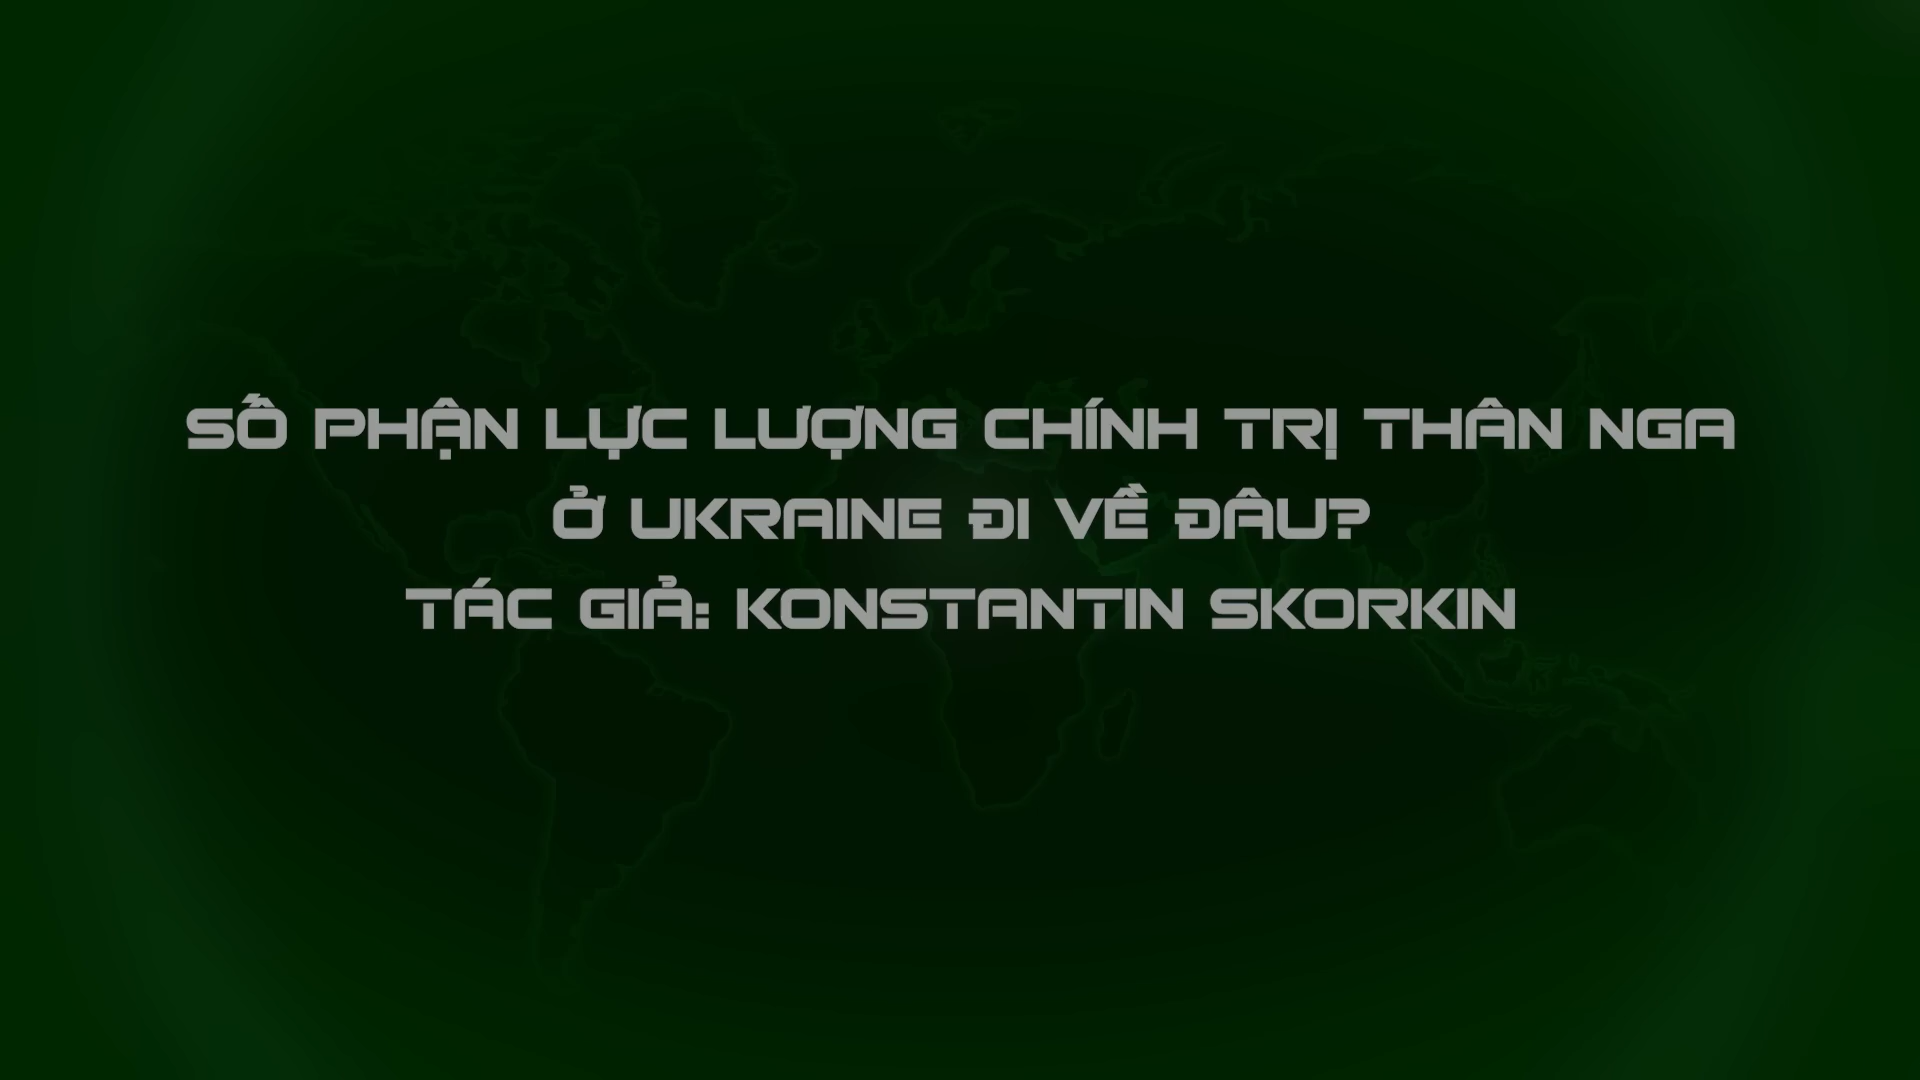 SỐ PHẬN LỰC LƯỢNG CHÍNH TRỊ THÂN NGA
Ở UKRAINE ĐI VỀ ĐÂU?
TÁC GIẢ: KONSTANTIN SKORKIN